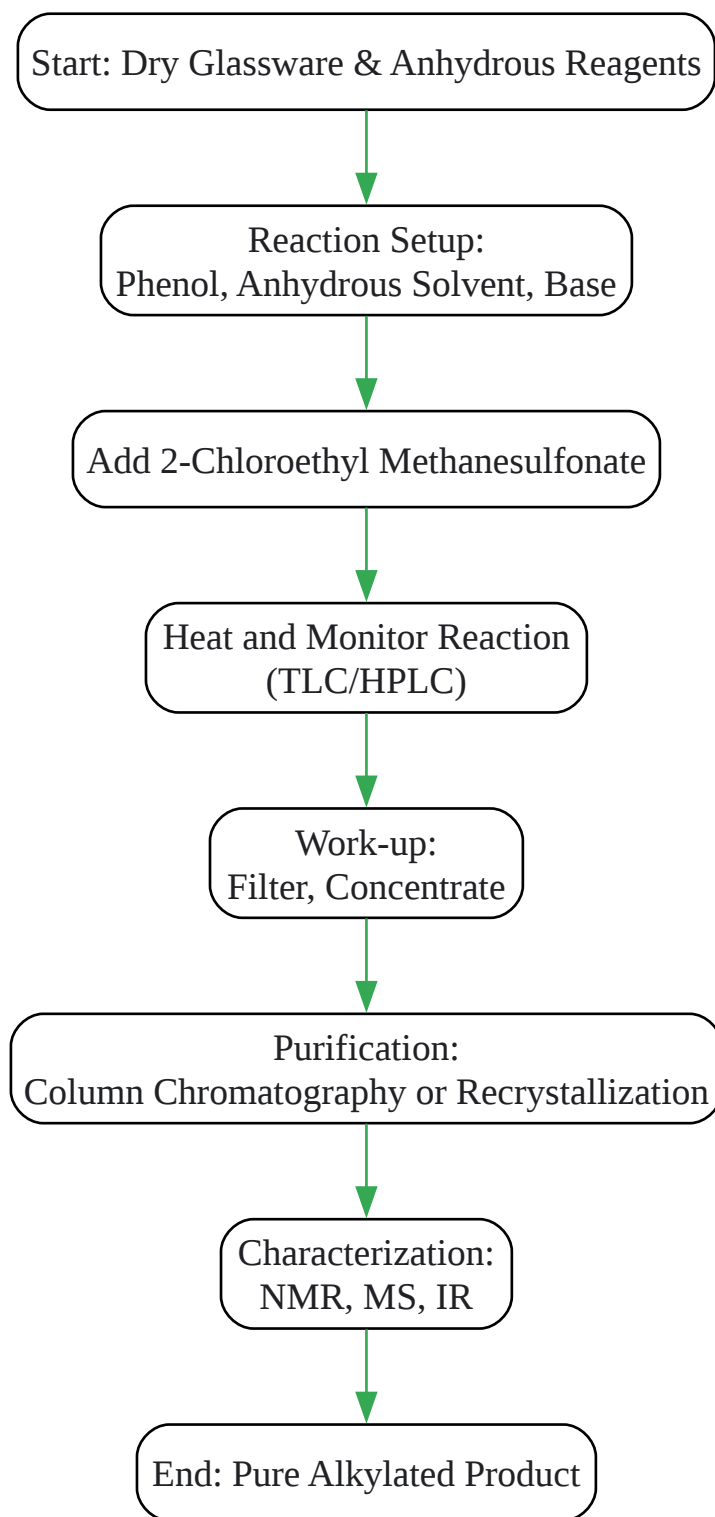 Start: Dry Glassware & Anhydrous Reagents
Reaction Setup:
Phenol, Anhydrous Solvent, Base
Add 2-Chloroethyl Methanesulfonate
Heat and Monitor Reaction
(TLC/HPLC)
Work-up:
Filter, Concentrate
Purification:
Column Chromatography or Recrystallization
Characterization:
NMR, MS, IR
End: Pure Alkylated Product